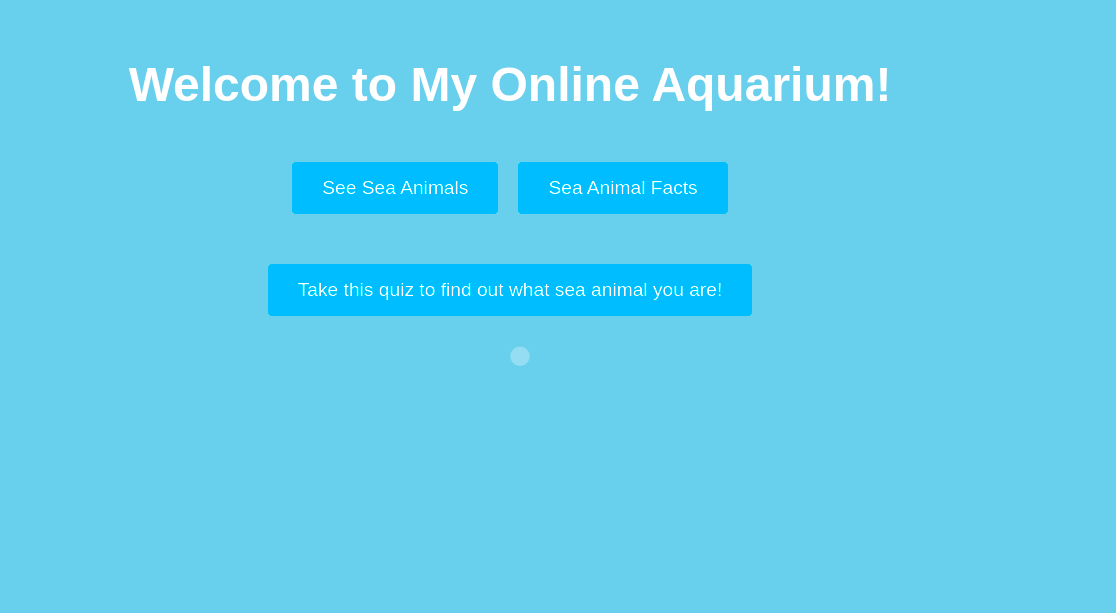 Welcome to My Online Aquarium!
See Sea Animals
Sea Animal Facts
Take this quiz to find out what sea animal you are!